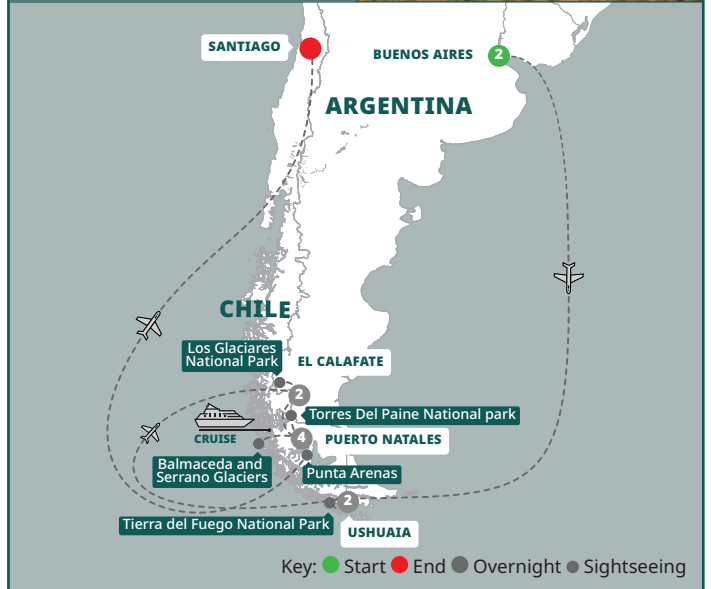 SANTIAGO
BUENOS AIRES
2
ARGENTINA
CHILE
Los Glaciares
National Park
EL CALAFATE
2
Torres Del Paine National park
CRUISE
4
PUERTO NATALES
Balmaceda and
Serrano Glaciers
Punta Arenas
2
Tierra del Fuego National Park
USHUAIA
Key: Start End Overnight Sightseeing